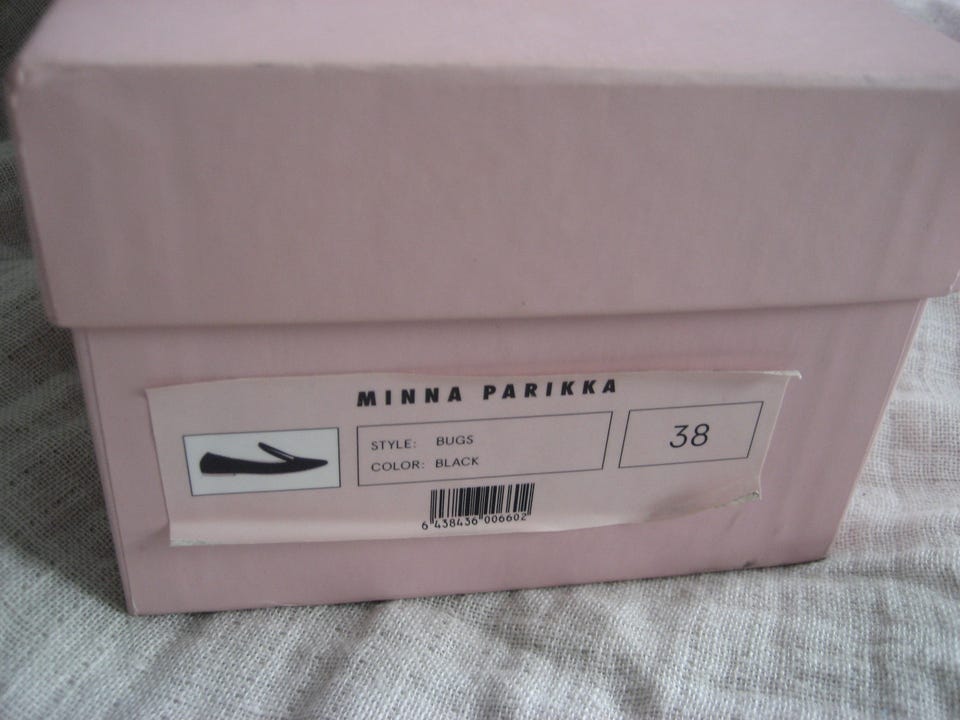 MINNA PARIKKA
STYLE: BUGS
COLOR: BLACK
38
6 438436 006602